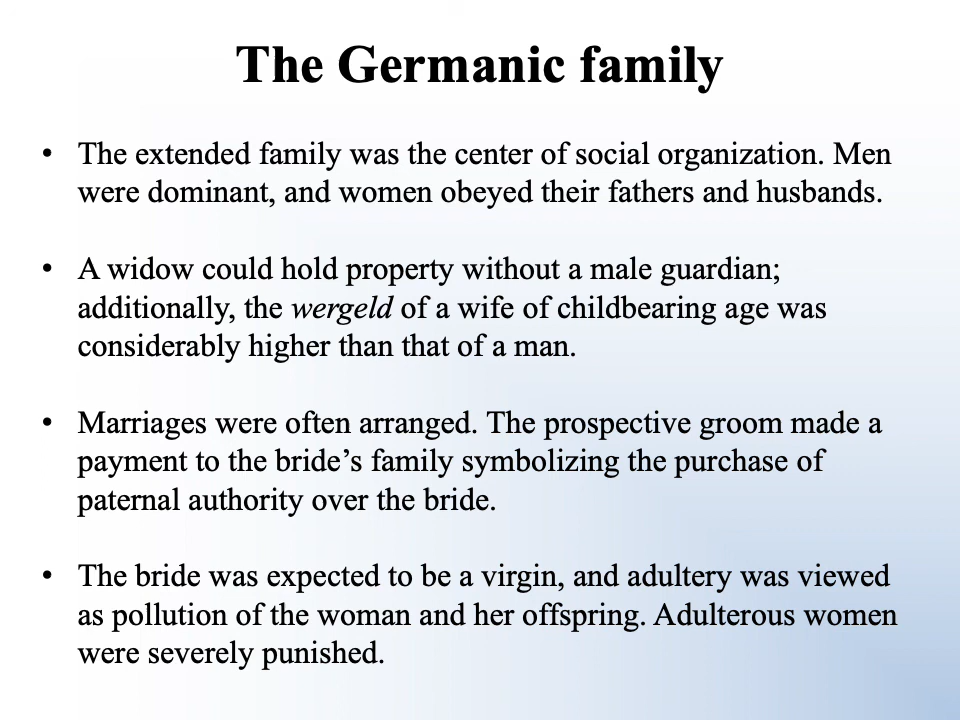 The Germanic family
• The extended family was the center of social organization. Men
were dominant, and women obeyed their fathers and husbands.
• A widow could hold property without a male guardian;
additionally, the wergeld of a wife of childbearing age was
considerably higher than that of a man.
• Marriages were often arranged. The prospective groom made a
payment to the bride’s family symbolizing the purchase of
paternal authority over the bride.
• The bride was expected to be a virgin, and adultery was viewed
as pollution of the woman and her offspring. Adulterous women
were severely punished.